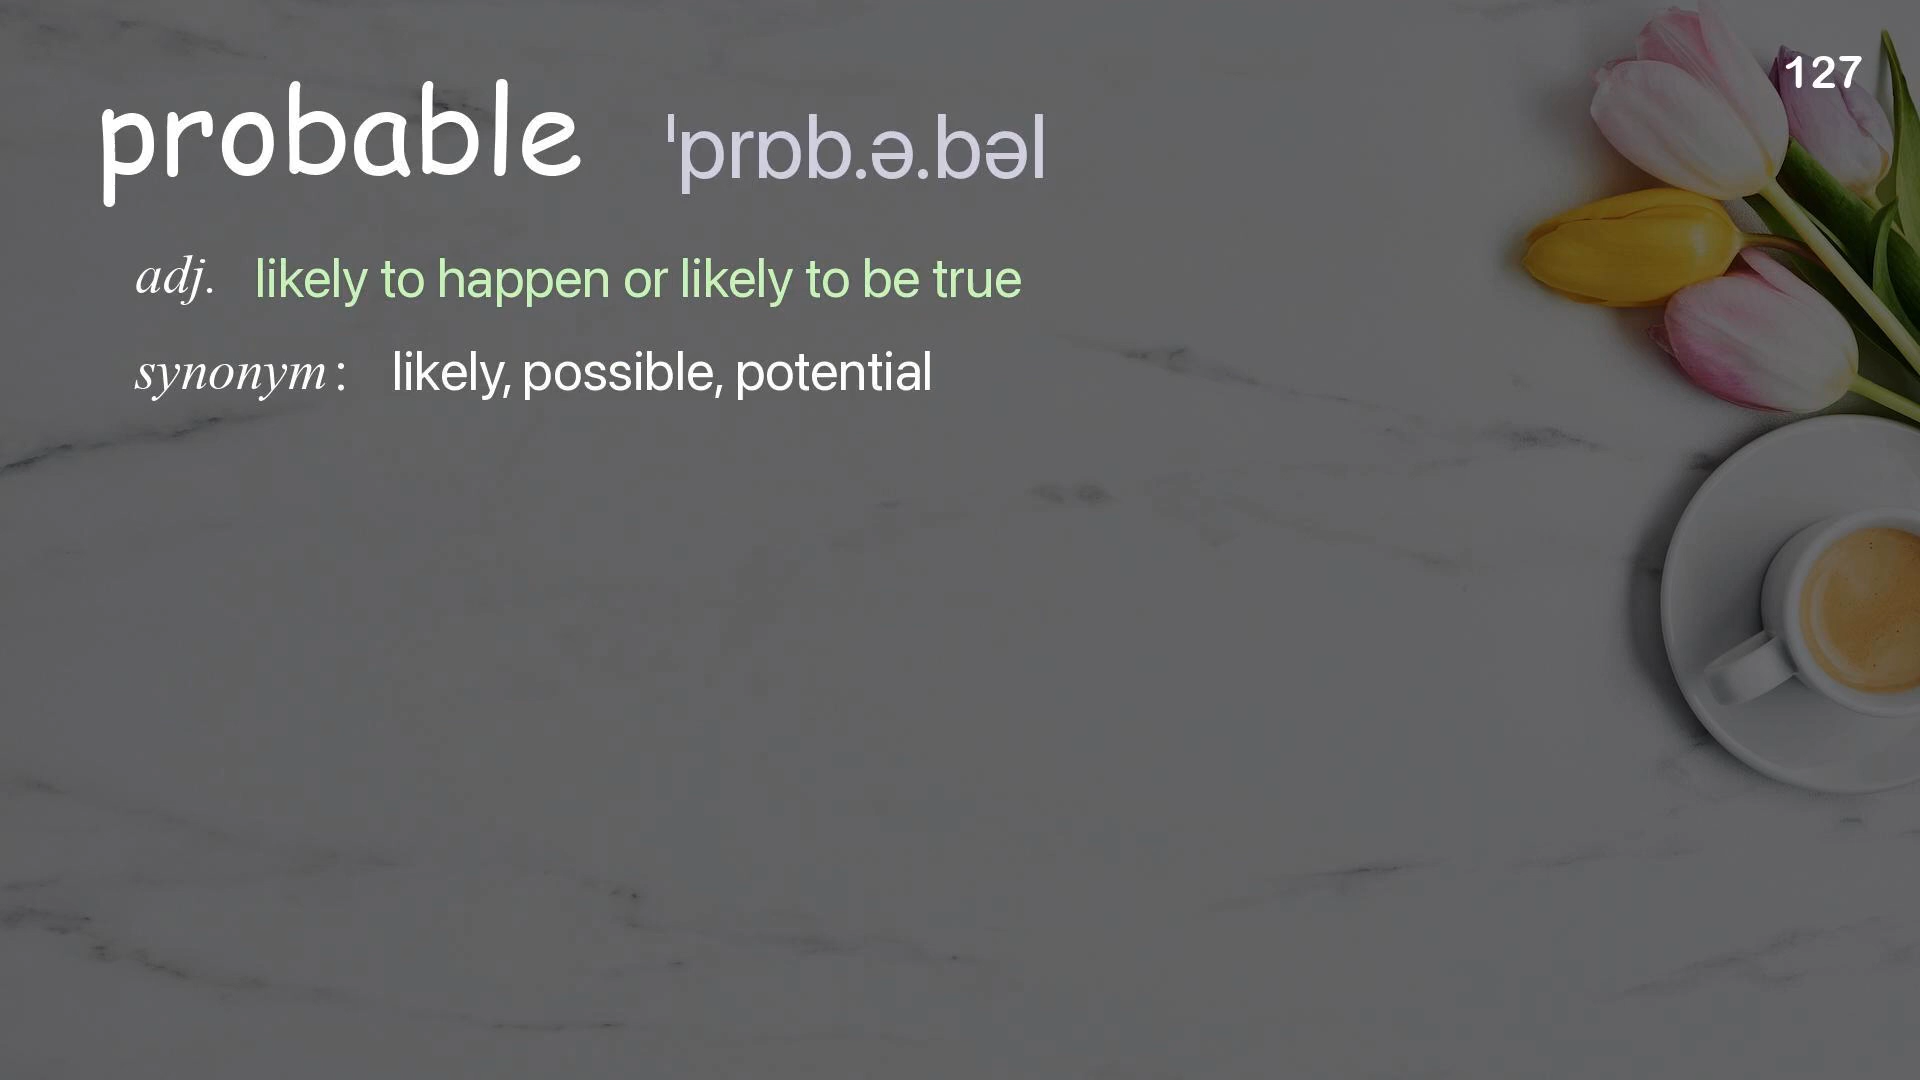 127
probable ˈprɒb.ə.bəl
adj. likely to happen or likely to be true
synonym: likely, possible, potential